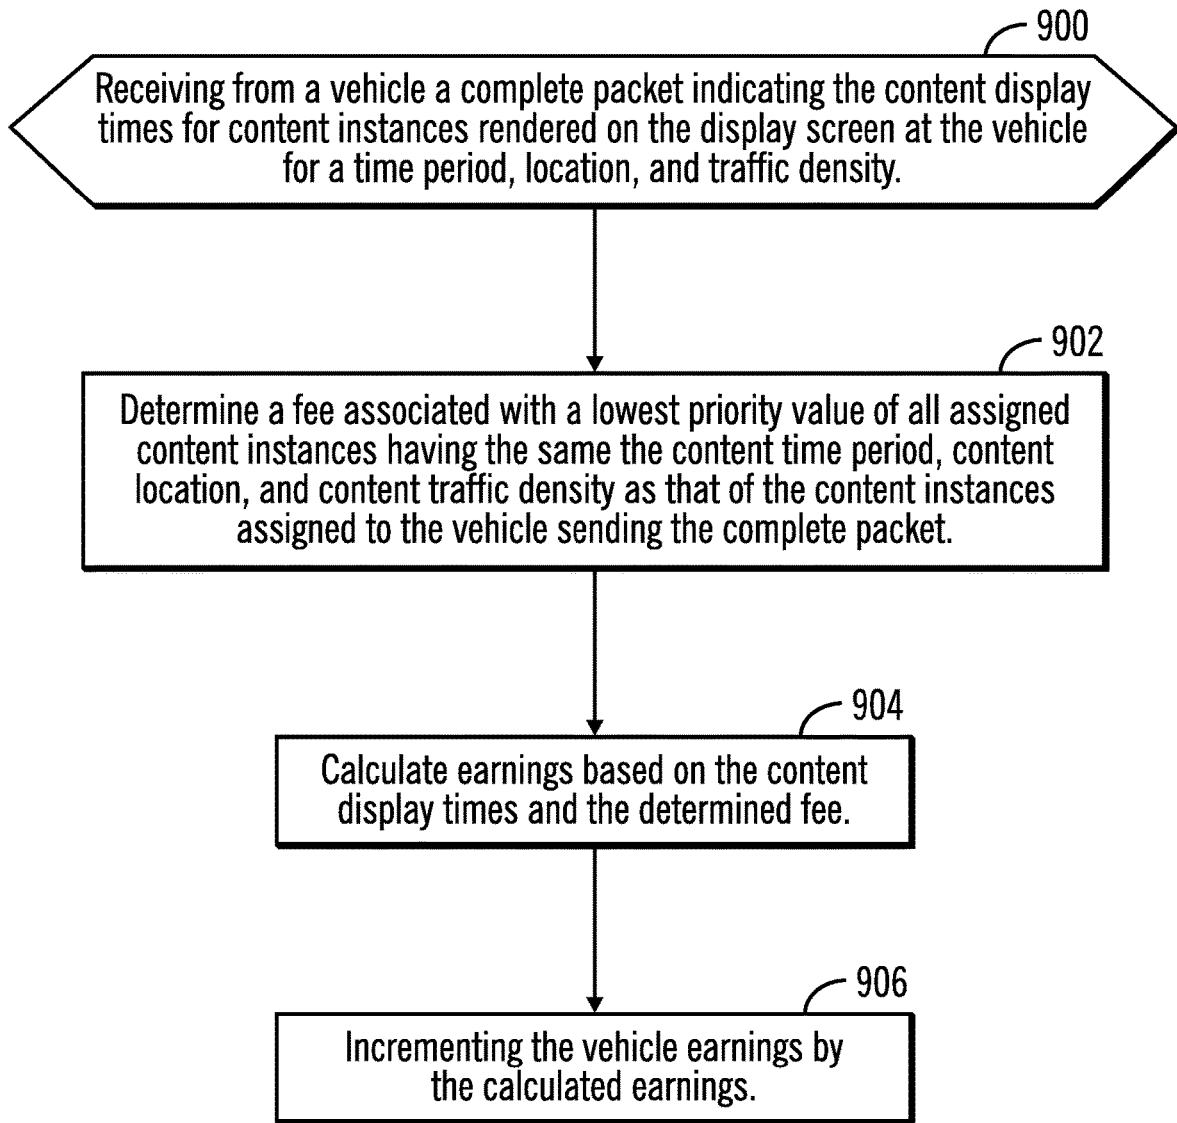 900
Receiving from a vehicle a complete packet indicating the content display
times for content instances rendered on the display screen at the vehicle
for a time period, location, and traffic density.
902
Determine a fee associated with a lowest priority value of all assigned
content instances having the same the content time period, content
location, and content traffic density as that of the content instances
assigned to the vehicle sending the complete packet.
904
Calculate earnings based on the content
display times and the determined fee.
906
Incrementing the vehicle earnings by
the calculated earnings.